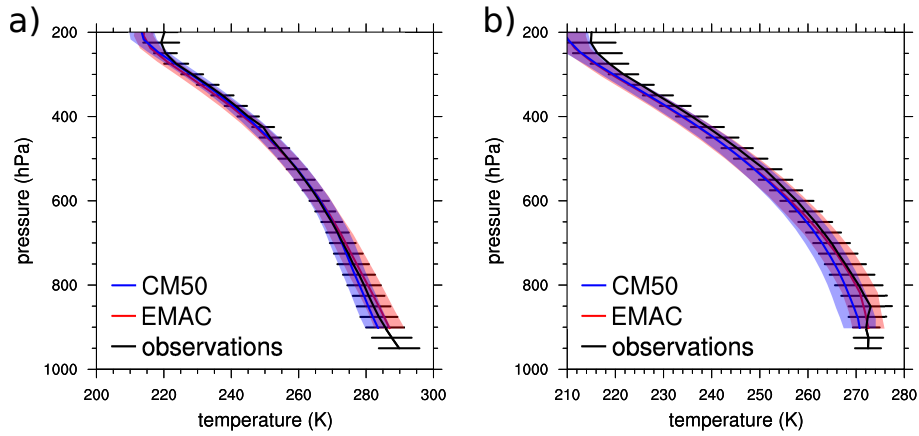 a)
200
400
600
800
1000
pressure (hPa)
CM50
EMAC
observations
200 220 240 260 280 300
temperature (K)
b)
200
400
600
800
1000
pressure (hPa)
CM50
EMAC
observations
210 220 230 240 250 260 270 280
temperature (K)